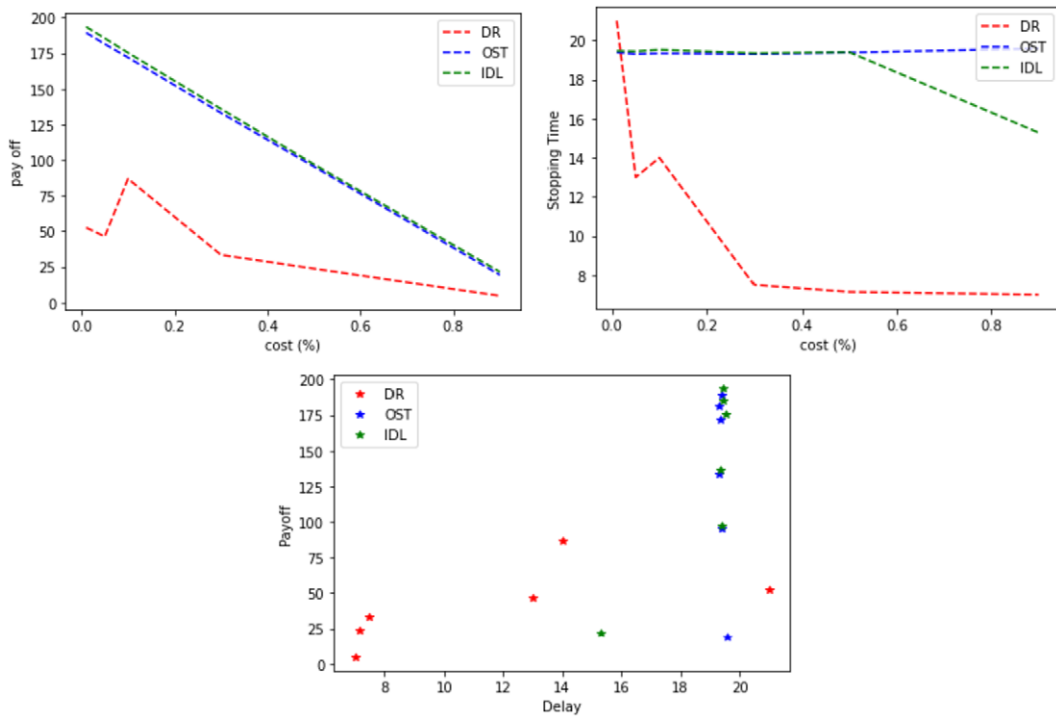 200
175
150
125
100
75
50
25
0
pay off
0.0 0.2 0.4 0.6 0.8
cost (%)
DR
OST
IDL
20
18
16
14
12
10
8
Stopping Time
0.0 0.2 0.4 0.6 0.8
cost (%)
DR
OST
IDL
200
175
150
125
100
75
50
25
0
Payoff
8 10 12 14 16 18 20
Delay
DR
OST
IDL